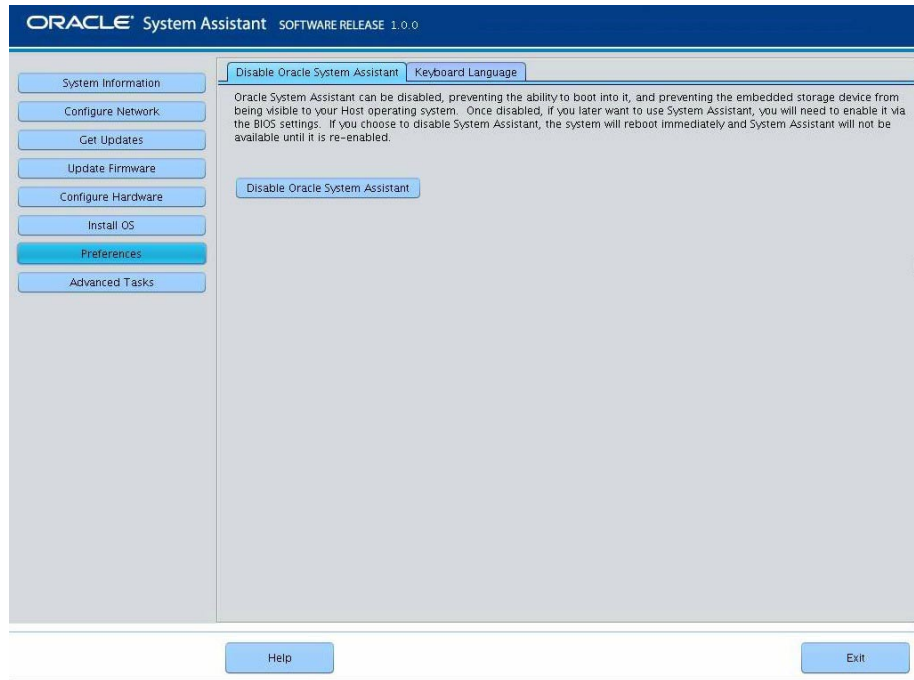 ORACLE System Assistant SOFTWARE RELEASE 1.0.0
Disable Oracle System Assistant Keyboard Language
System Information
Configure Network
Get Updates
Update Firmware
Configure Hardware
Install OS
Preferences
Advanced Tasks
Oracle System Assistant can be disabled, preventing the ability to boot into it, and preventing the embedded storage device from
being visible to your Host operating system. Once disabled, if you later want to use System Assistant, you will need to enable it via
the BIOS settings. If you choose to disable System Assistant, the system will reboot immediately and System Assistant will not be
available until it is re-enabled.
Disable Oracle System Assistant
Help
Exit